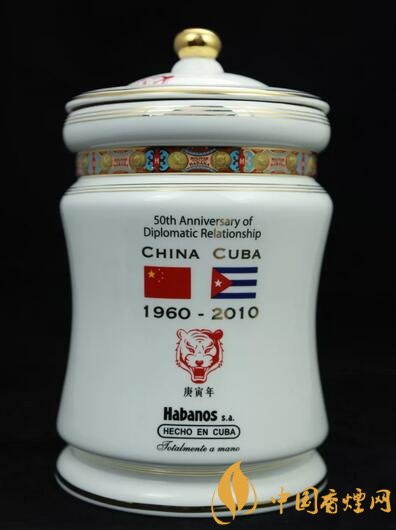 50th Anniversary of
Diplomatic Relationship
CHINA CUBA
1960 - 2010
庚寅年
Habanos s.a.
HECHO EN CUBA
Totalmente a mano
中国香烟网